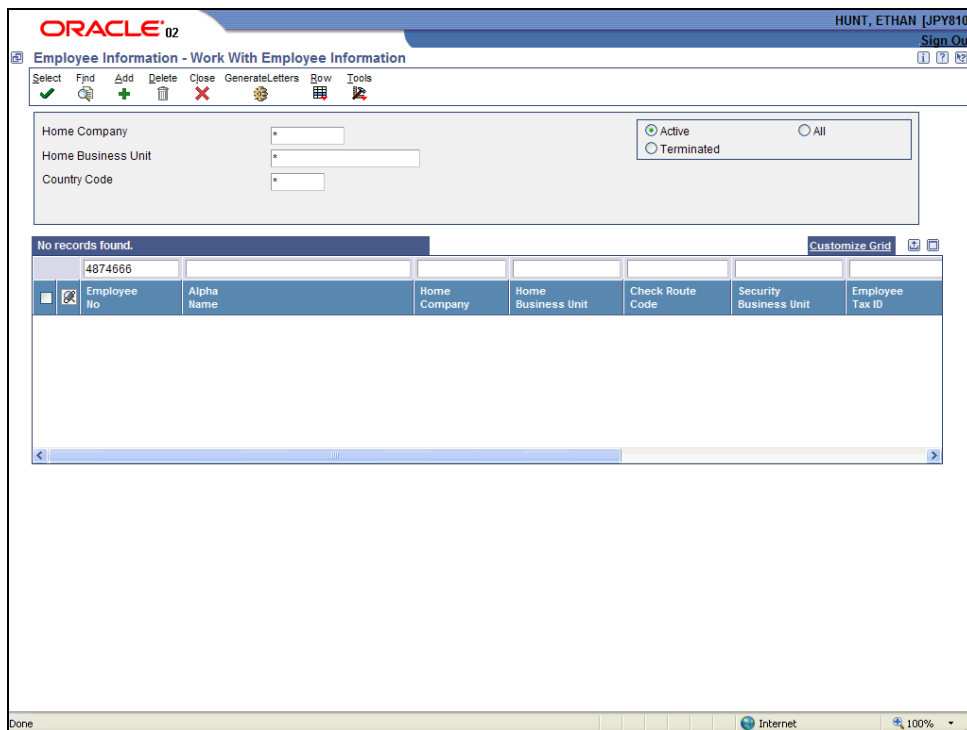 HUNT, ETHAN [JPY810
ORACLE 02
Sign Ou
Employee Information - Work With Employee Information
Select Find Add Delete Close GenerateLetters Row Tools
Home Company *
Active All
Home Business Unit *
Terminated
Country Code *
No records found. Customize Grid
4874666
Employee No Alpha Name Home Company Home Business Unit Check Route Code Security Business Unit Employee Tax ID
Done Internet 100%